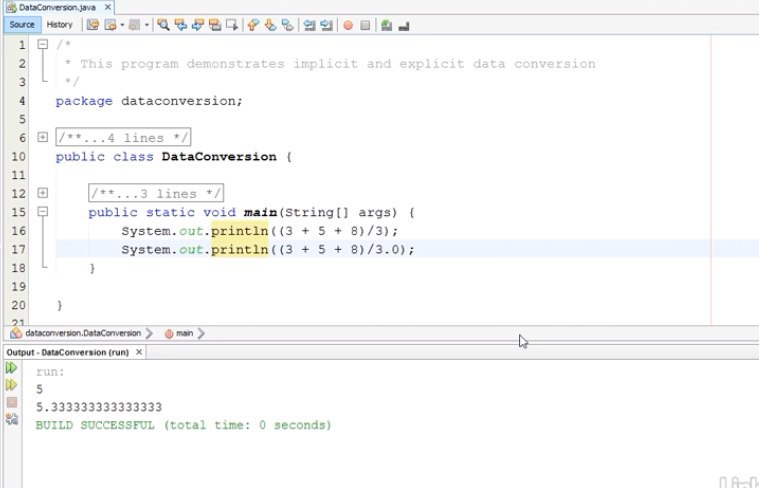 DataConversion.java
Source History
1 /*
2 * This program demonstrates implicit and explicit data conversion
3 */
4 package dataconversion;
5
6 /**...4 lines */
10 public class DataConversion {
11
12 /**...3 lines */
15 public static void main(String[] args) {
16 System.out.println((3 + 5 + 8)/3);
17 System.out.println((3 + 5 + 8)/3.0);
18 }
19
20 }
21
dataconversion.DataConversion main
Output - DataConversion (run)
run:
5
5.333333333333333
BUILD SUCCESSFUL (total time: 0 seconds)